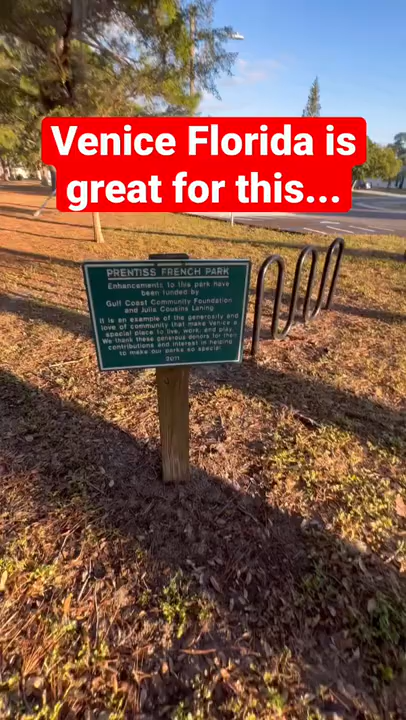 Venice Florida is
great for this...
PRENTISS FRENCH PARK
Enhancements to this park have
been funded by
Gulf Coast Community Foundation
and Julia Cousins Laning
It is an example of the generosity and
love of community that make Venice a
special place to live, work, and play.
We thank these generous donors for their
contributions and interest in helping
to make our parks so special.
2011